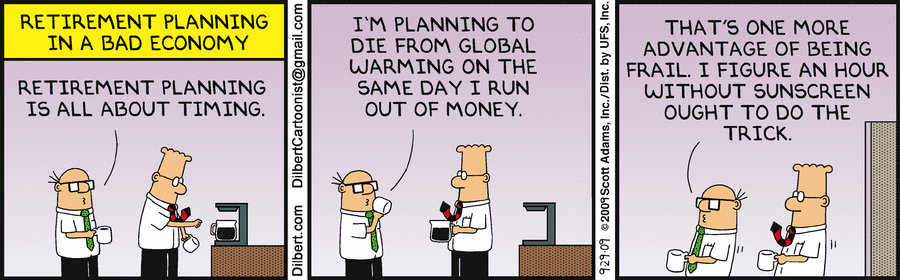 RETIREMENT PLANNING
IN A BAD ECONOMY
RETIREMENT PLANNING
IS ALL ABOUT TIMING.
Dilbert.com DilbertCartoonist@gmail.com
I'M PLANNING TO
DIE FROM GLOBAL
WARMING ON THE
SAME DAY I RUN
OUT OF MONEY.
9-29-09 ©2009 Scott Adams, Inc./Dist. by UFS, Inc.
THAT'S ONE MORE
ADVANTAGE OF BEING
FRAIL. I FIGURE AN HOUR
WITHOUT SUNSCREEN
OUGHT TO DO THE
TRICK.